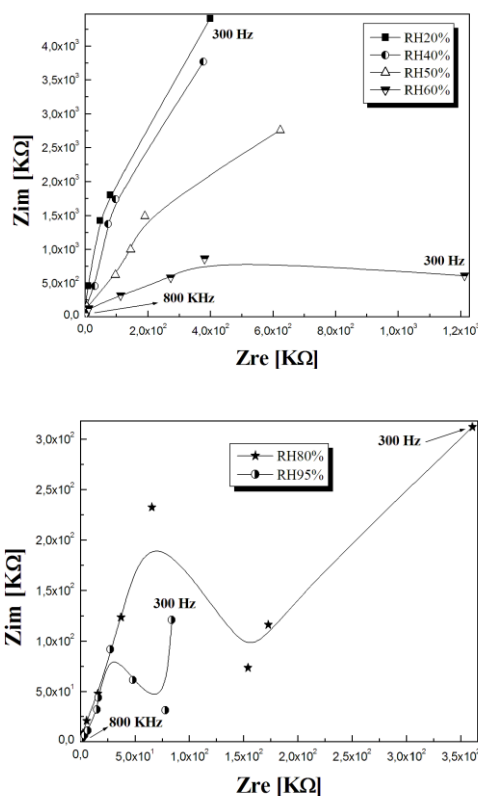 300 Hz
RH20%
RH40%
RH50%
RH60%
4,0x10³
3,5x10³
3,0x10³
2,5x10³
2,0x10³
1,5x10³
1,0x10³
5,0x10²
0,0
Zim [KΩ]
300 Hz
800 KHz
0,0 2,0x10² 4,0x10² 6,0x10² 8,0x10² 1,0x10³ 1,2x10³
Zre [KΩ]
3,0x10²
2,5x10²
2,0x10²
1,5x10²
1,0x10²
5,0x10¹
0,0
Zim [KΩ]
RH80%
RH95%
300 Hz
300 Hz
800 KHz
0,0 5,0x10¹ 1,0x10² 1,5x10² 2,0x10² 2,5x10² 3,0x10² 3,5x10²
Zre [KΩ]